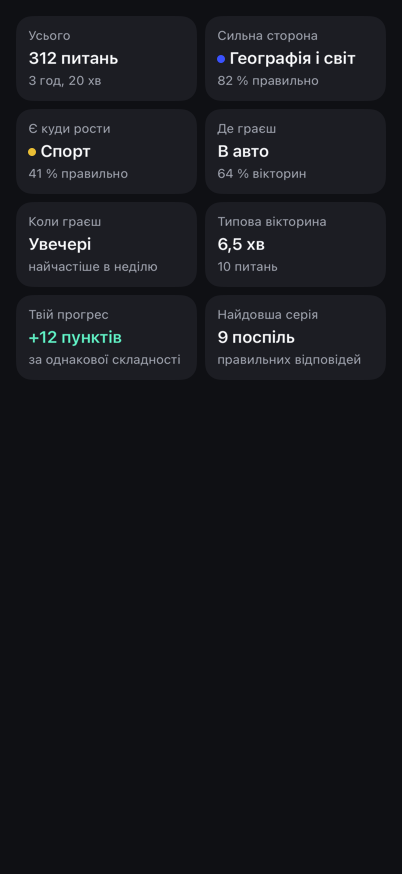 Усього
312 питань
3 год, 20 хв
Сильна сторона
Географія і світ
82 % правильно
Є куди рости
Спорт
41 % правильно
Де граєш
В авто
64 % вікторин
Коли граєш
Увечері
найчастіше в неділю
Типова вікторина
6,5 хв
10 питань
Твій прогрес
+12 пунктів
за однакової складності
Найдовша серія
9 поспіль
правильних відповідей